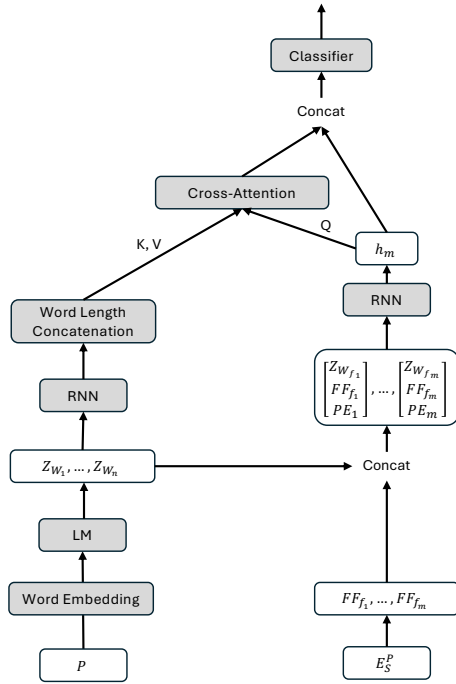 Classifier
Concat
Cross-Attention
K, V
Q
h_m
Word Length
Concatenation
RNN
RNN
[Z_{W_{f_1}} FF_{f_1} PE_1], ..., [Z_{W_{f_m}} FF_{f_m} PE_m]
Z_{W_1}, ..., Z_{W_n}
Concat
LM
Word Embedding
FF_{f_1}, ..., FF_{f_m}
P
E_S^P